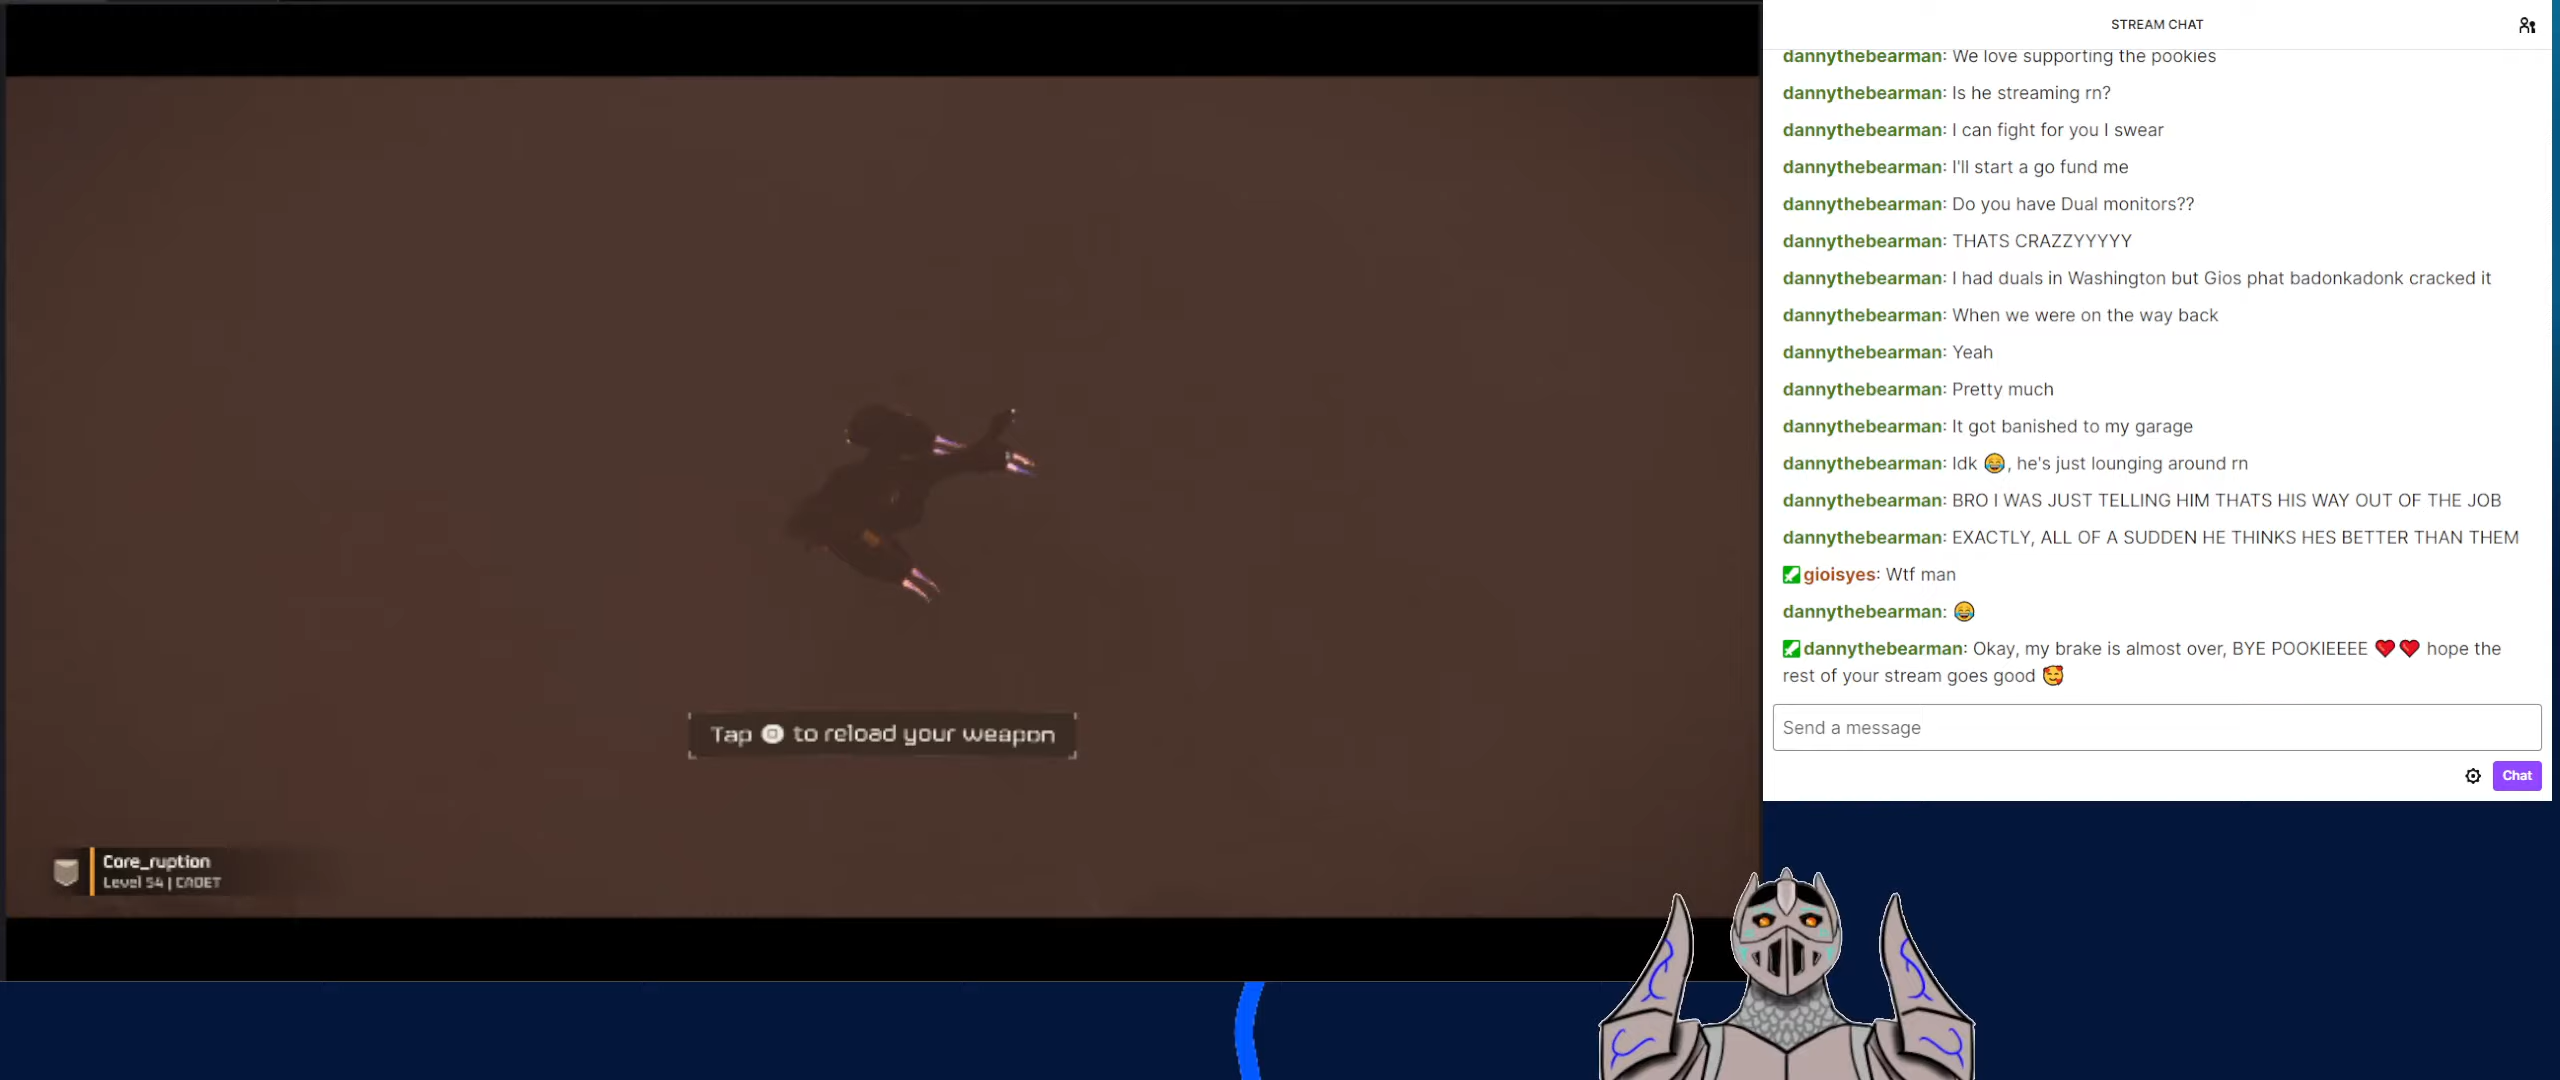 STREAM CHAT
dannythebearman: We love supporting the pookies
dannythebearman: Is he streaming rn?
dannythebearman: I can fight for you I swear
dannythebearman: I'll start a go fund me
dannythebearman: Do you have Dual monitors??
dannythebearman: THATS CRAZZYYYYY
dannythebearman: I had duals in Washington but Gios phat badonkadonk cracked it
dannythebearman: When we were on the way back
dannythebearman: Yeah
dannythebearman: Pretty much
dannythebearman: It got banished to my garage
dannythebearman: Idk 😂, he's just lounging around rn
dannythebearman: BRO I WAS JUST TELLING HIM THATS HIS WAY OUT OF THE JOB
dannythebearman: EXACTLY, ALL OF A SUDDEN HE THINKS HES BETTER THAN THEM
gioisyes: Wtf man
dannythebearman: 😂
dannythebearman: Okay, my brake is almost over, BYE POOKIEEEE ❤️❤️ hope the
rest of your stream goes good 🥰
Send a message
Chat
Tap to reload your weapon
Core_ruption
Level 54 | CADET